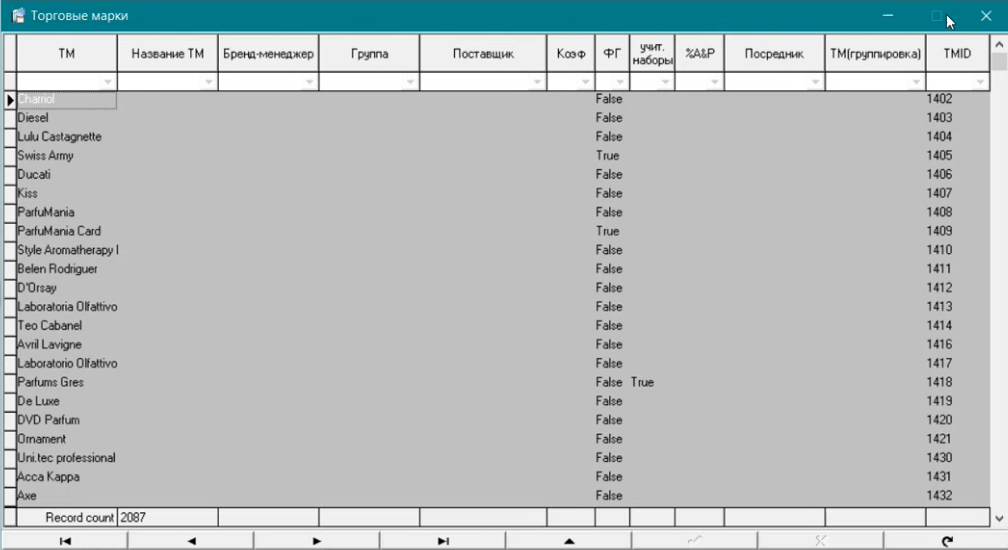 Торговые марки
ТМ Название ТМ Бренд-менеджер Группа Поставщик Коэф ФГ учит. наборы %A&P Посредник ТМ(группировка) TMID
Charriol False 1402
Diesel False 1403
Lulu Castagnette False 1404
Swiss Army True 1405
Ducati False 1406
Kiss False 1407
ParfuMania False 1408
ParfuMania Card True 1409
Style Aromatherapy False 1410
Belen Rodriguer False 1411
D'Orsay False 1412
Laboratoria Olfattivo False 1413
Teo Cabanel False 1414
Avril Lavigne False 1416
Laboratorio Olfattivo False 1417
Parfums Gres False True 1418
De Luxe False 1419
DVD Parfum False 1420
Ornament False 1421
Uni.tec professional False 1430
Acca Kappa False 1431
Axe False 1432
Record count 2087